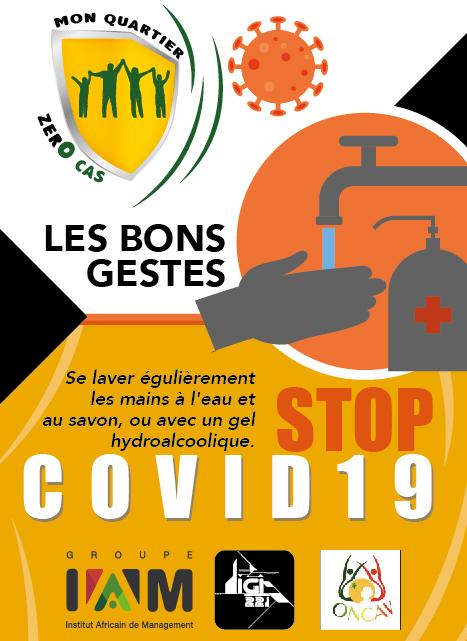 MON QUARTIER
ZERO CAS
LES BONS
GESTES
Se laver égulièrement
les mains à l'eau et
au savon, ou avec un gel
hydroalcoolique.
STOP
COVID19
GROUPE
IAM
Institut Africain de Management
221
ONCAV